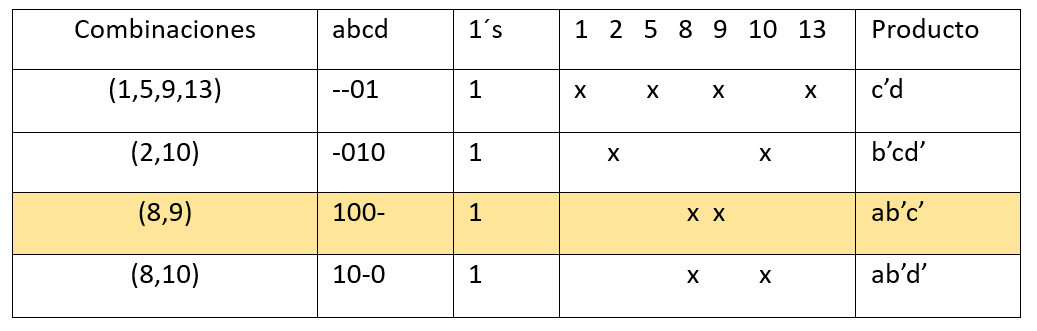 Combinaciones abcd 1´s 1 2 5 8 9 10 13 Producto
(1,5,9,13) --01 1 x x x x c’d
(2,10) -010 1 x x b’cd’
(8,9) 100- 1 x x ab’c’
(8,10) 10-0 1 x x ab’d’